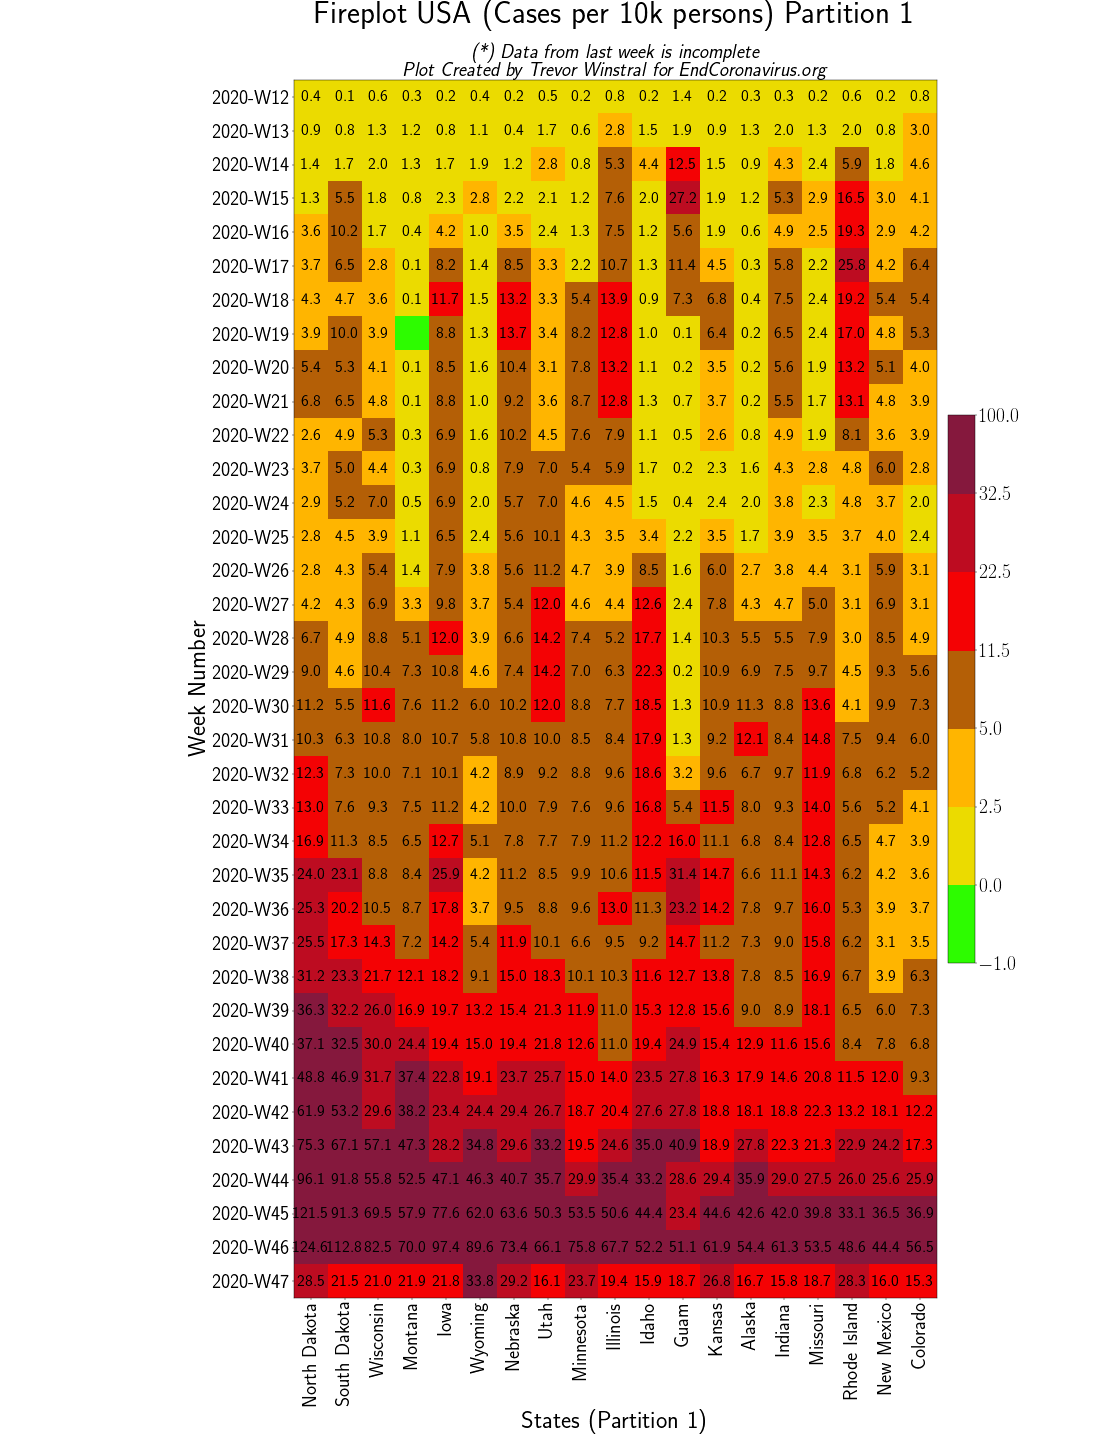 Fireplot USA (Cases per 10k persons) Partition 1
(*) Data from last week is incomplete
Plot Created by Trevor Winstral for EndCoronavirus.org
2020-W12 0.4 0.1 0.6 0.3 0.2 0.4 0.2 0.5 0.2 0.8 0.2 1.4 0.2 0.3 0.3 0.2 0.6 0.2 0.8
2020-W13 0.9 0.8 1.3 1.2 0.8 1.1 0.4 1.7 0.6 2.8 1.5 1.9 0.9 1.3 2.0 1.3 2.0 0.8 3.0
2020-W14 1.4 1.7 2.0 1.3 1.7 1.9 1.2 2.8 0.8 5.3 4.4 12.5 1.5 0.9 4.3 2.4 5.9 1.8 4.6
2020-W15 1.3 5.5 1.8 0.8 2.3 2.8 2.2 2.1 1.2 7.6 2.0 27.2 1.9 1.2 5.3 2.9 16.5 3.0 4.1
2020-W16 3.6 10.2 1.7 0.4 4.2 1.0 3.5 2.4 1.3 7.5 1.2 5.6 1.9 0.6 4.9 2.5 19.3 2.9 4.2
2020-W17 3.7 6.5 2.8 0.1 8.2 1.4 8.5 3.3 2.2 10.7 1.3 11.4 4.5 0.3 5.8 2.2 25.8 4.2 6.4
2020-W18 4.3 4.7 3.6 0.1 11.7 1.5 13.2 3.3 5.4 13.9 0.9 7.3 6.8 0.4 7.5 2.4 19.2 5.4 5.4
2020-W19 3.9 10.0 3.9 8.8 1.3 13.7 3.4 8.2 12.8 1.0 0.1 6.4 0.2 6.5 2.4 17.0 4.8 5.3
2020-W20 5.4 5.3 4.1 0.1 8.5 1.6 10.4 3.1 7.8 13.2 1.1 0.2 3.5 0.2 5.6 1.9 13.2 5.1 4.0
2020-W21 6.8 6.5 4.8 0.1 8.8 1.0 9.2 3.6 8.7 12.8 1.3 0.7 3.7 0.2 5.5 1.7 13.1 4.8 3.9
2020-W22 2.6 4.9 5.3 0.3 6.9 1.6 10.2 4.5 7.6 7.9 1.1 0.5 2.6 0.8 4.9 1.9 8.1 3.6 3.9
2020-W23 3.7 5.0 4.4 0.3 6.9 0.8 7.9 7.0 5.4 5.9 1.7 0.2 2.3 1.6 4.3 2.8 4.8 6.0 2.8
2020-W24 2.9 5.2 7.0 0.5 6.9 2.0 5.7 7.0 4.6 4.5 1.5 0.4 2.4 2.0 3.8 2.3 4.8 3.7 2.0
2020-W25 2.8 4.5 3.9 1.1 6.5 2.4 5.6 10.1 4.3 3.5 3.4 2.2 3.5 1.7 3.9 3.5 3.7 4.0 2.4
2020-W26 2.8 4.3 5.4 1.4 7.9 3.8 5.6 11.2 4.7 3.9 8.5 1.6 6.0 2.7 3.8 4.4 3.1 5.9 3.1
2020-W27 4.2 4.3 6.9 3.3 9.8 3.7 5.4 12.0 4.6 4.4 12.6 2.4 7.8 4.3 4.7 5.0 3.1 6.9 3.1
2020-W28 6.7 4.9 8.8 5.1 12.0 3.9 6.6 14.2 7.4 5.2 17.7 1.4 10.3 5.5 5.5 7.9 3.0 8.5 4.9
2020-W29 9.0 4.6 10.4 7.3 10.8 4.6 7.4 14.2 7.0 6.3 22.3 0.2 10.9 6.9 7.5 9.7 4.5 9.3 5.6
2020-W30 11.2 5.5 11.6 7.6 11.2 6.0 10.2 12.0 8.8 7.7 18.5 1.3 10.9 11.3 8.8 13.6 4.1 9.9 7.3
2020-W31 10.3 6.3 10.8 8.0 10.7 5.8 10.8 10.0 8.5 8.4 17.9 1.3 9.2 12.1 8.4 14.8 7.5 9.4 6.0
2020-W32 12.3 7.3 10.0 7.1 10.1 4.2 8.9 9.2 8.8 9.6 18.6 3.2 9.6 6.7 9.7 11.9 6.8 6.2 5.2
2020-W33 13.0 7.6 9.3 7.5 11.2 4.2 10.0 7.9 7.6 9.6 16.8 5.4 11.5 8.0 9.3 14.0 5.6 5.2 4.1
2020-W34 16.9 11.3 8.5 6.5 12.7 5.1 7.8 7.7 7.9 11.2 12.2 16.0 11.1 6.8 8.4 12.8 6.5 4.7 3.9
2020-W35 24.0 23.1 8.8 8.4 25.9 4.2 11.2 8.5 9.9 10.6 11.5 31.4 14.7 6.6 11.1 14.3 6.2 4.2 3.6
2020-W36 25.3 20.2 10.5 8.7 17.8 3.7 9.5 8.8 9.6 13.0 11.3 23.2 14.2 7.8 9.7 16.0 5.3 3.9 3.7
2020-W37 25.5 17.3 14.3 7.2 14.2 5.4 11.9 10.1 6.6 9.5 9.2 14.7 11.2 7.3 9.0 15.8 6.2 3.1 3.5
2020-W38 31.2 23.3 21.7 12.1 18.2 9.1 15.0 18.3 10.1 10.3 11.6 12.7 13.8 7.8 8.5 16.9 6.7 3.9 6.3
2020-W39 36.3 32.2 26.0 16.9 19.7 13.2 15.4 21.3 11.9 11.0 15.3 12.8 15.6 9.0 8.9 18.1 6.5 6.0 7.3
2020-W40 37.1 32.5 30.0 24.4 19.4 15.0 19.4 21.8 12.6 11.0 19.4 24.9 15.4 12.9 11.6 15.6 8.4 7.8 6.8
2020-W41 48.8 46.9 31.7 37.4 22.8 19.1 23.7 25.7 15.0 14.0 23.5 27.8 16.3 17.9 14.6 20.8 11.5 12.0 9.3
2020-W42 61.9 53.2 29.6 38.2 23.4 24.4 29.4 26.7 18.7 20.4 27.6 27.8 18.8 18.1 18.8 22.3 13.2 18.1 12.2
2020-W43 75.3 67.1 57.1 47.3 28.2 34.8 29.6 33.2 19.5 24.6 35.0 40.9 18.9 27.8 22.3 21.3 22.9 24.2 17.3
2020-W44 96.1 91.8 55.8 52.5 47.1 46.3 40.7 35.7 29.9 35.4 33.2 28.6 29.4 35.9 29.0 27.5 26.0 25.6 25.9
2020-W45 121.5 91.3 69.5 57.9 77.6 62.0 63.6 50.3 53.5 50.6 44.4 23.4 44.6 42.6 42.0 39.8 33.1 36.5 36.9
2020-W46 124.6 112.8 82.5 70.0 97.4 89.6 73.4 66.1 75.8 67.7 52.2 51.1 61.9 54.4 61.3 53.5 48.6 44.4 56.5
2020-W47 28.5 21.5 21.0 21.9 21.8 33.8 29.2 16.1 23.7 19.4 15.9 18.7 26.8 16.7 15.8 18.7 28.3 16.0 15.3
Week Number
North Dakota
South Dakota
Wisconsin
Montana
Iowa
Wyoming
Nebraska
Utah
Minnesota
Illinois
Idaho
Guam
Kansas
Alaska
Indiana
Missouri
Rhode Island
New Mexico
Colorado
States (Partition 1)
100.0
32.5
22.5
11.5
5.0
2.5
0.0
−1.0